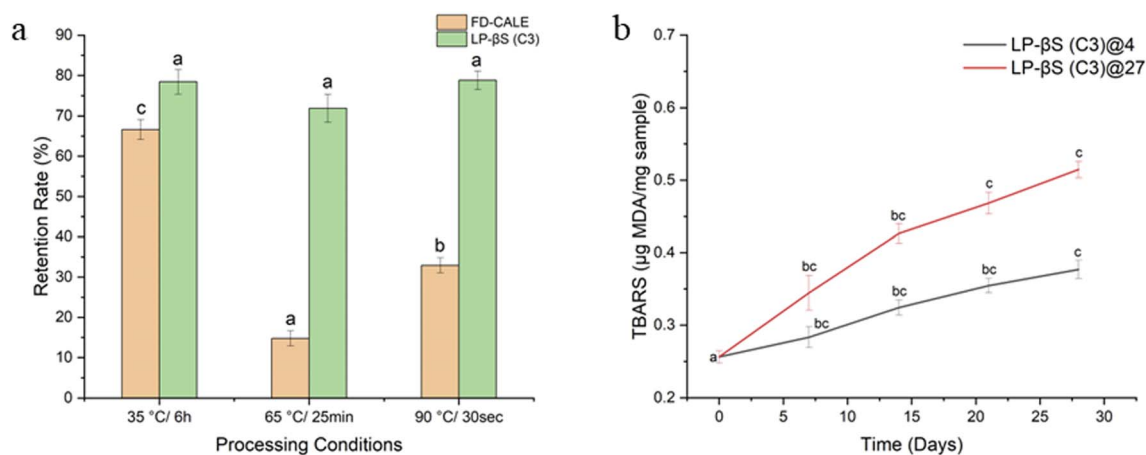 a
FD-CALE
LP-βS (C3)
90
80
70
60
50
40
30
20
10
0
Retention Rate (%)
c
a
a
a
b
a
35 °C/ 6h
65 °C/ 25min
90 °C/ 30sec
Processing Conditions
b
LP-βS (C3)@4
LP-βS (C3)@27
0.7
0.6
0.5
0.4
0.3
0.2
TBARS (µg MDA/mg sample)
a
bc
bc
c
c
bc
bc
bc
c
0
5
10
15
20
25
30
Time (Days)